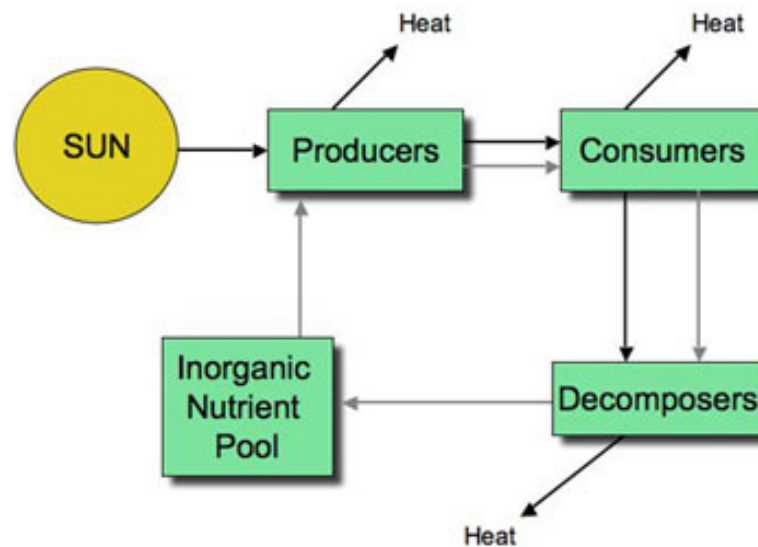 Heat
Heat
SUN
Producers
Consumers
Inorganic
Nutrient
Pool
Decomposers
Heat